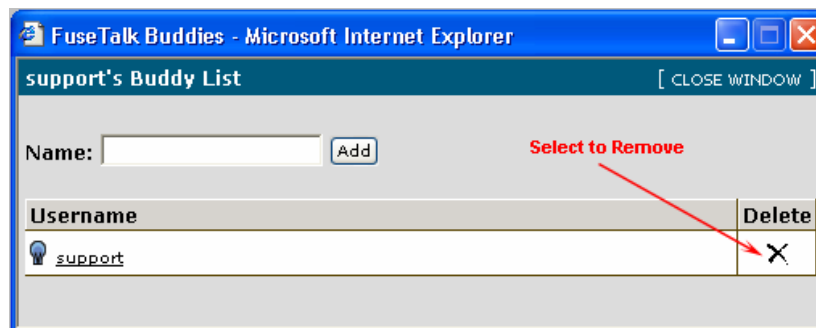 FuseTalk Buddies - Microsoft Internet Explorer
support's Buddy List [ CLOSE WINDOW ]
Name: Add Select to Remove
Username Delete
support